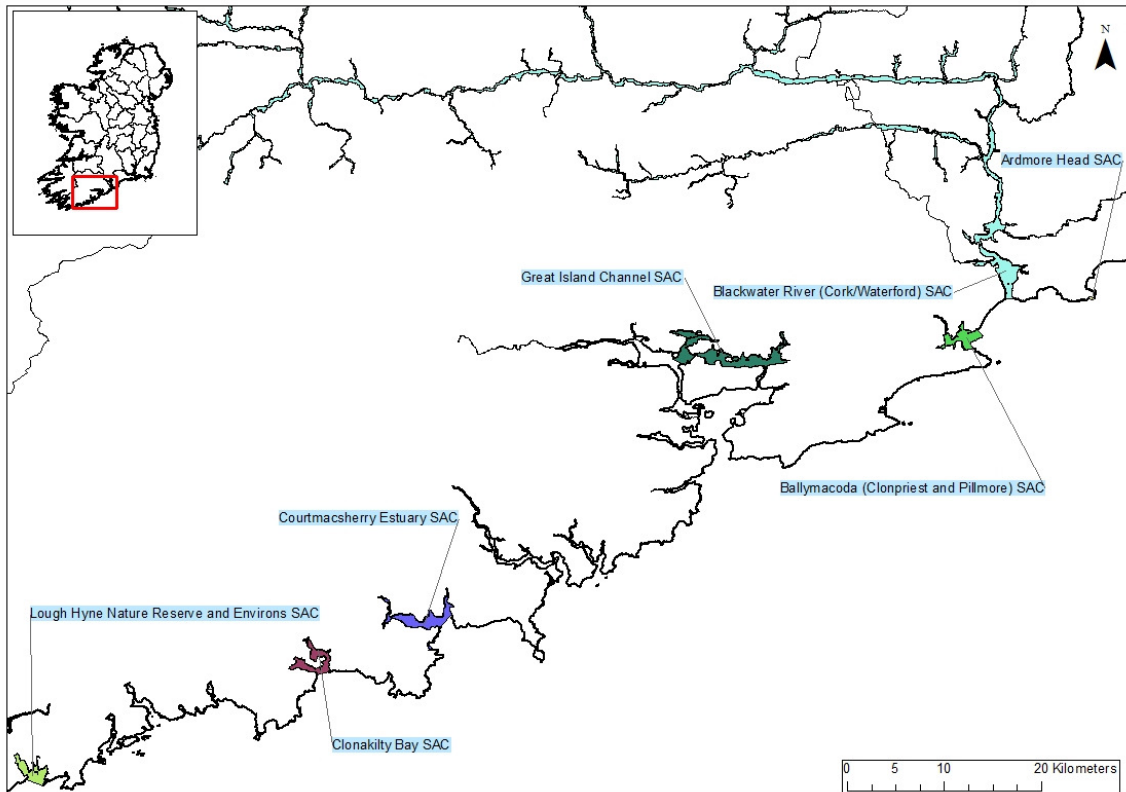 N
Ardmore Head SAC
Great Island Channel SAC
Blackwater River (Cork/Waterford) SAC
Ballymacoda (Clonpriest and Pillmore) SAC
Courtmacsherry Estuary SAC
Lough Hyne Nature Reserve and Environs SAC
Clonakilty Bay SAC
0 5 10 20 Kilometers